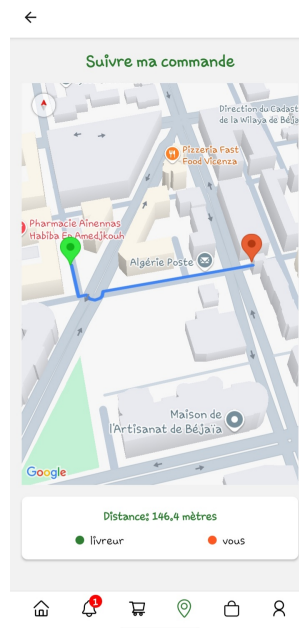 Suivre ma commande
Direction du Cadast
de la Wilaya de Béja
Pizzeria Fast
Food Vicenza
Pharmacie Ainennas
Habiba Ep Amedjkouh
Algérie Poste
Maison de
l'Artisanat de Béjaïa
Google
Distance: 146,4 mètres
livreur
vous
1